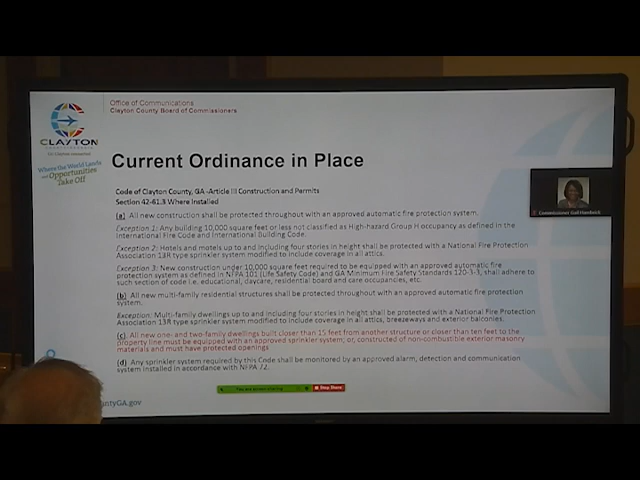 Office of Communications
Clayton County Board of Commissioners
CLAYTON
Where the World Lands
and Opportunities
Take Off
Current Ordinance in Place
Code of Clayton County, GA -Article III Construction and Permits
Section 42-61.3 Where Installed
(a) All new construction shall be protected throughout with an approved automatic fire protection system.
Exception 1: Any building 10,000 square feet or less not classified as High-hazard Group H occupancy as defined in the
International Fire Code and International Building Code.
Exception 2: Hotels and motels up to and including four stories in height shall be protected with a National Fire Protection
Association 13R type sprinkler system modified to include coverage in all attics.
Exception 3: New construction under 10,000 square feet required to be equipped with an approved automatic fire
protection system as defined in NFPA 101 (Life Safety Code) and GA Minimum Fire Safety Standards 120-3-3, shall adhere to
such section of code i.e. educational, daycare, residential board and care occupancies, etc.
(b) All new multi-family residential structures shall be protected throughout with an approved automatic fire protection
system.
Exception: Multi-family dwellings up to and including four stories in height shall be protected with a National Fire Protection
Association 13R type sprinkler system modified to include coverage in all attics, breezeways and exterior balconies.
(c) All new one- and two-family dwellings built closer than 15 feet from another structure or closer than ten feet to the
property line must be equipped with an approved sprinkler system; or, constructed of non-combustible exterior masonry
materials and must have protected openings
(d) Any sprinkler system required by this Code shall be monitored by an approved alarm, detection and communication
system installed in accordance with NFPA 72.
Commissioner Gail
You are screen sharing
Stop Share
ntyGA.gov